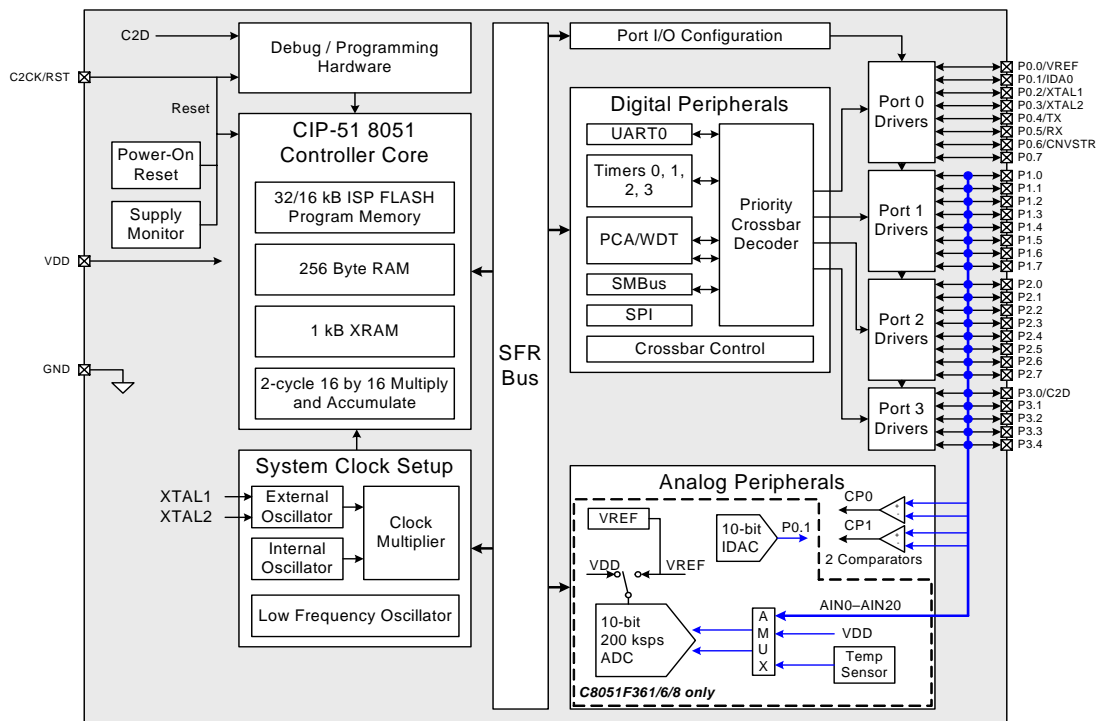 C2D
Debug / Programming
Hardware
Port I/O Configuration
C2CK/RST
Reset
Power-On
Reset
Supply
Monitor
VDD
GND
CIP-51 8051
Controller Core
32/16 kB ISP FLASH
Program Memory
256 Byte RAM
1 kB XRAM
2-cycle 16 by 16 Multiply
and Accumulate
System Clock Setup
XTAL1
XTAL2
External
Oscillator
Internal
Oscillator
Clock
Multiplier
Low Frequency Oscillator
SFR
Bus
Digital Peripherals
UART0
Timers 0, 1,
2, 3
PCA/WDT
SMBus
SPI
Priority
Crossbar
Decoder
Crossbar Control
Port 0
Drivers
Port 1
Drivers
Port 2
Drivers
Port 3
Drivers
P0.0/VREF
P0.1/IDA0
P0.2/XTAL1
P0.3/XTAL2
P0.4/TX
P0.5/RX
P0.6/CNVSTR
P0.7
P1.0
P1.1
P1.2
P1.3
P1.4
P1.5
P1.6
P1.7
P2.0
P2.1
P2.2
P2.3
P2.4
P2.5
P2.6
P2.7
P3.0/C2D
P3.1
P3.2
P3.3
P3.4
Analog Peripherals
VREF
VDD
VREF
10-bit
IDAC
P0.1
CP0
+
-
CP1
+
-
2 Comparators
10-bit
200 ksps
ADC
A
M
U
X
AIN0–AIN20
VDD
Temp
Sensor
C8051F361/6/8 only